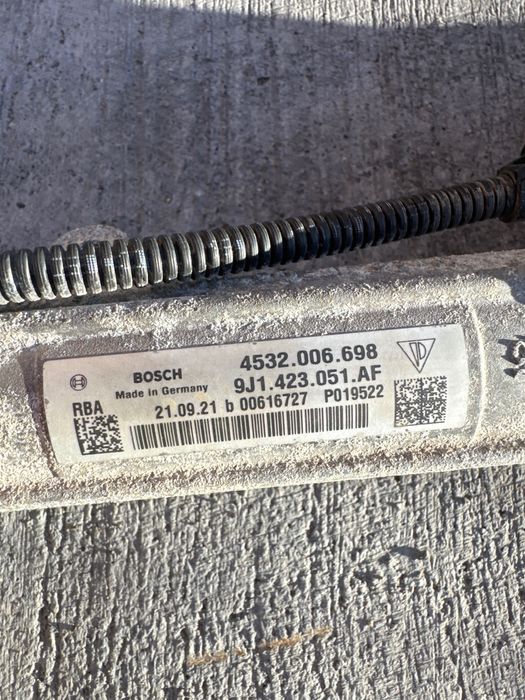 BOSCH
Made in Germany
4532.006.698
9J1.423.051.AF
RBA
21.09.21 b 00616727 P019522